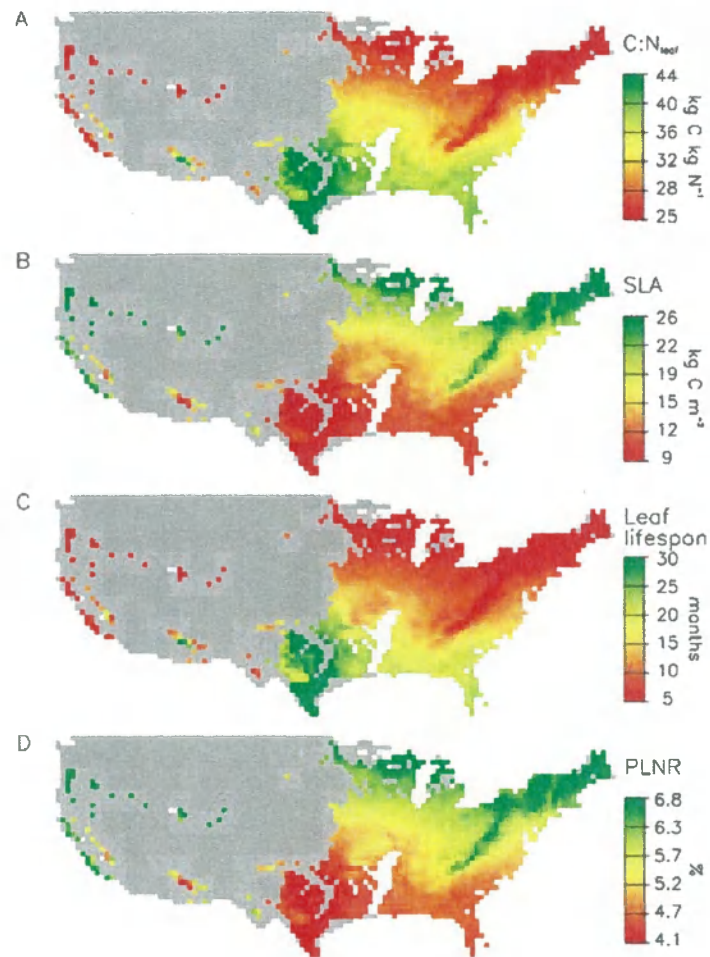 A
C:Nleaf
44
40
36
32
28
25
kg C kg N⁻¹
B
SLA
26
22
19
15
12
9
kg C m⁻²
C
Leaf
lifespan
30
25
20
15
10
5
months
D
PLNR
6.8
6.3
5.7
5.2
4.7
4.1
%